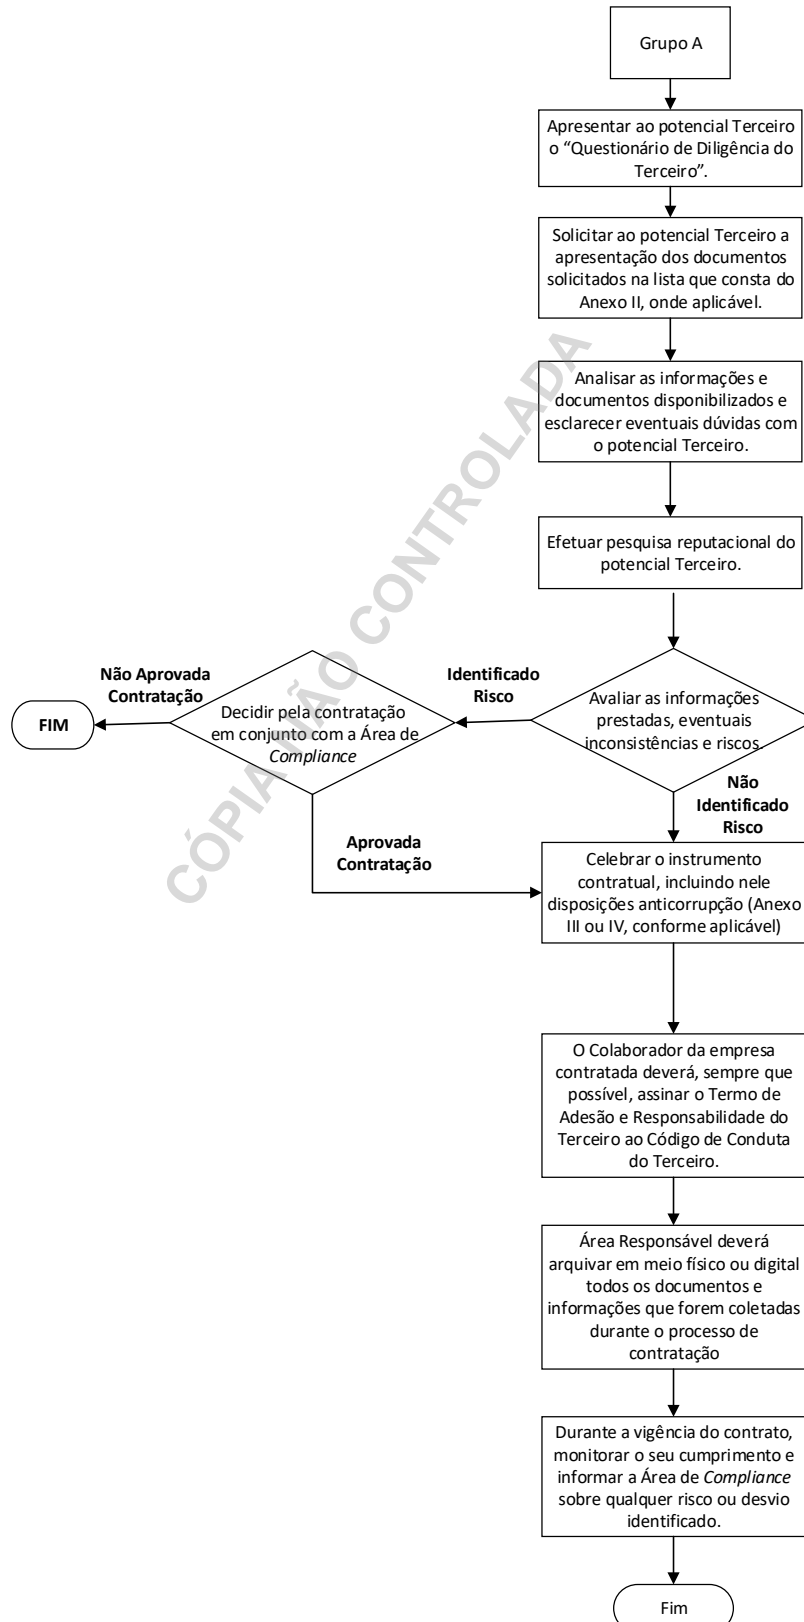 Grupo A
Apresentar ao potencial Terceiro
o “Questionário de Diligência do
Terceiro”.
Solicitar ao potencial Terceiro a
apresentação dos documentos
solicitados na lista que consta do
Anexo II, onde aplicável.
Analisar as informações e
documentos disponibilizados e
esclarecer eventuais dúvidas com
o potencial Terceiro.
Efetuar pesquisa reputacional do
potencial Terceiro.
Avaliar as informações
prestadas, eventuais
inconsistências e riscos.
Identificado
Risco
Decidir pela contratação
em conjunto com a Área de
Compliance
Não Aprovada
Contratação
FIM
Não
Identificado
Risco
Aprovada
Contratação
Celebrar o instrumento
contratual, incluindo nele
disposições anticorrupção (Anexo
III ou IV, conforme aplicável)
O Colaborador da empresa
contratada deverá, sempre que
possível, assinar o Termo de
Adesão e Responsabilidade do
Terceiro ao Código de Conduta
do Terceiro.
Área Responsável deverá
arquivar em meio físico ou digital
todos os documentos e
informações que forem coletadas
durante o processo de
contratação
Durante a vigência do contrato,
monitorar o seu cumprimento e
informar a Área de Compliance
sobre qualquer risco ou desvio
identificado.
Fim
CÓPIA NÃO CONTROLADA